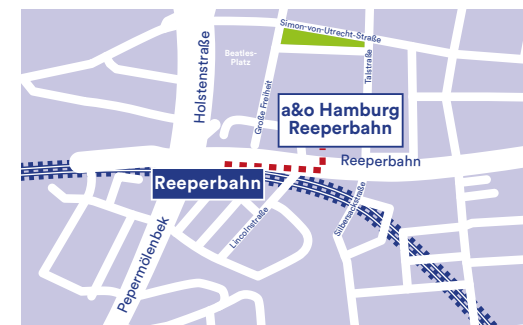 Simon-von-Utrecht-Straße
Holstenstraße
Beatles-
Platz
Große Freiheit
Talstraße
a&o Hamburg
Reeperbahn
Reeperbahn
Reeperbahn
Pepermölenbek
Lincolnstraße
Silbersackstraße